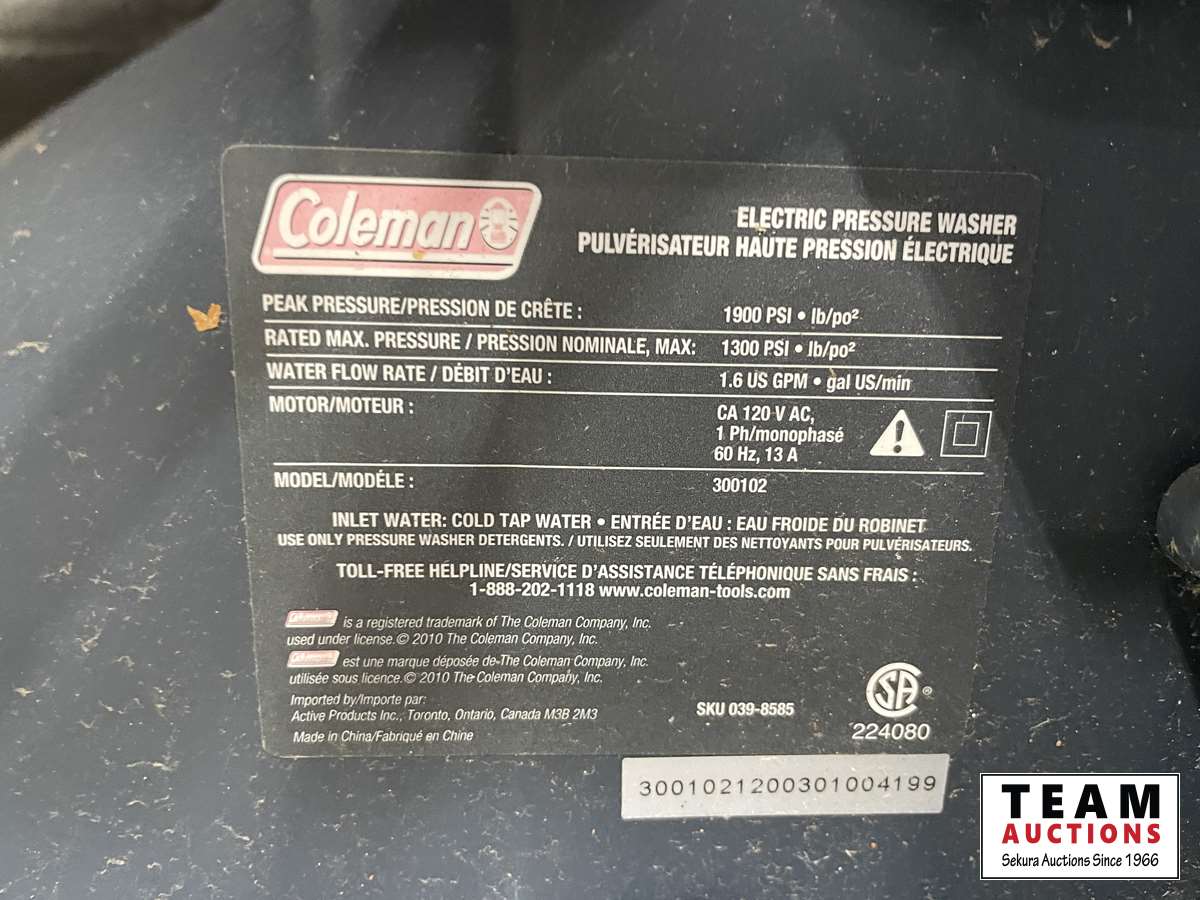 Coleman
ELECTRIC PRESSURE WASHER
PULVÉRISATEUR HAUTE PRESSION ÉLECTRIQUE
PEAK PRESSURE/PRESSION DE CRÊTE : 1900 PSI • lb/po²
RATED MAX. PRESSURE / PRESSION NOMINALE, MAX: 1300 PSI • lb/po²
WATER FLOW RATE / DÉBIT D'EAU : 1.6 US GPM • gal US/min
MOTOR/MOTEUR : CA 120 V AC,
1 Ph/monophasé
60 Hz, 13 A
MODEL/MODÉLE : 300102
INLET WATER: COLD TAP WATER • ENTRÉE D'EAU : EAU FROIDE DU ROBINET
USE ONLY PRESSURE WASHER DETERGENTS. / UTILISEZ SEULEMENT DES NETTOYANTS POUR PULVÉRISATEURS.
TOLL-FREE HELPLINE/SERVICE D'ASSISTANCE TÉLÉPHONIQUE SANS FRAIS :
1-888-202-1118 www.coleman-tools.com
Coleman is a registered trademark of The Coleman Company, Inc.
used under license.© 2010 The Coleman Company, Inc.
Coleman est une marque déposée de The Coleman Company, Inc.
utilisée sous licence.© 2010 The Coleman Company, Inc.
Imported by/Importe par:
Active Products Inc., Toronto, Ontario, Canada M3B 2M3
Made in China/Fabriqué en Chine
SKU 039-8585
SA ®
224080
3001021200301004199
TEAM
AUCTIONS
Sekura Auctions Since 1966